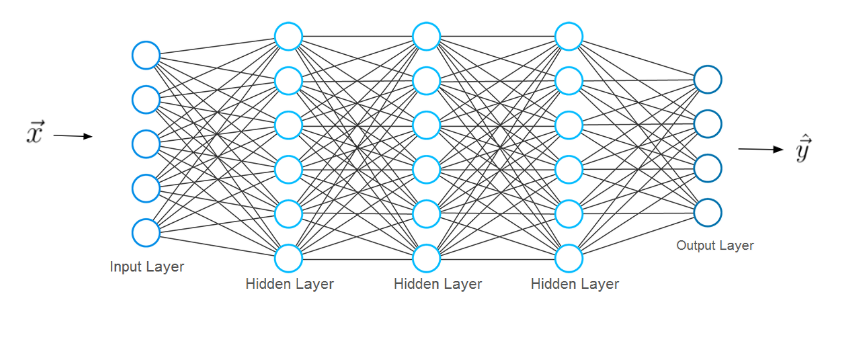 x⃗
ŷ⃗
Input Layer
Hidden Layer
Hidden Layer
Hidden Layer
Output Layer